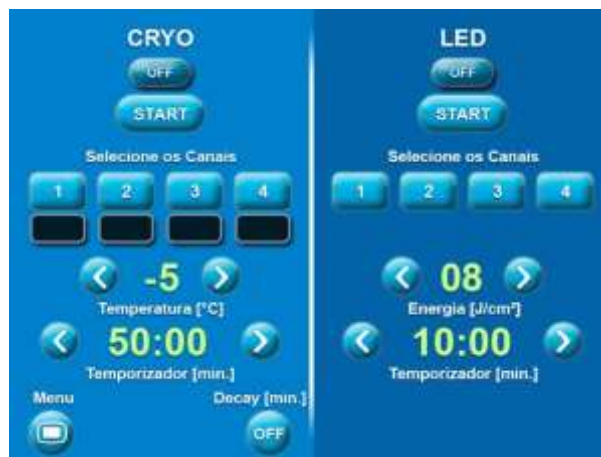 CRYO
OFF
START
Selecione os Canais
1 2 3 4
-5
Temperatura [°C]
50:00
Temporizador [min.]
Menu
Decay [min.]
OFF
LED
OFF
START
Selecione os Canais
1 2 3 4
08
Energia [J/cm²]
10:00
Temporizador [min.]